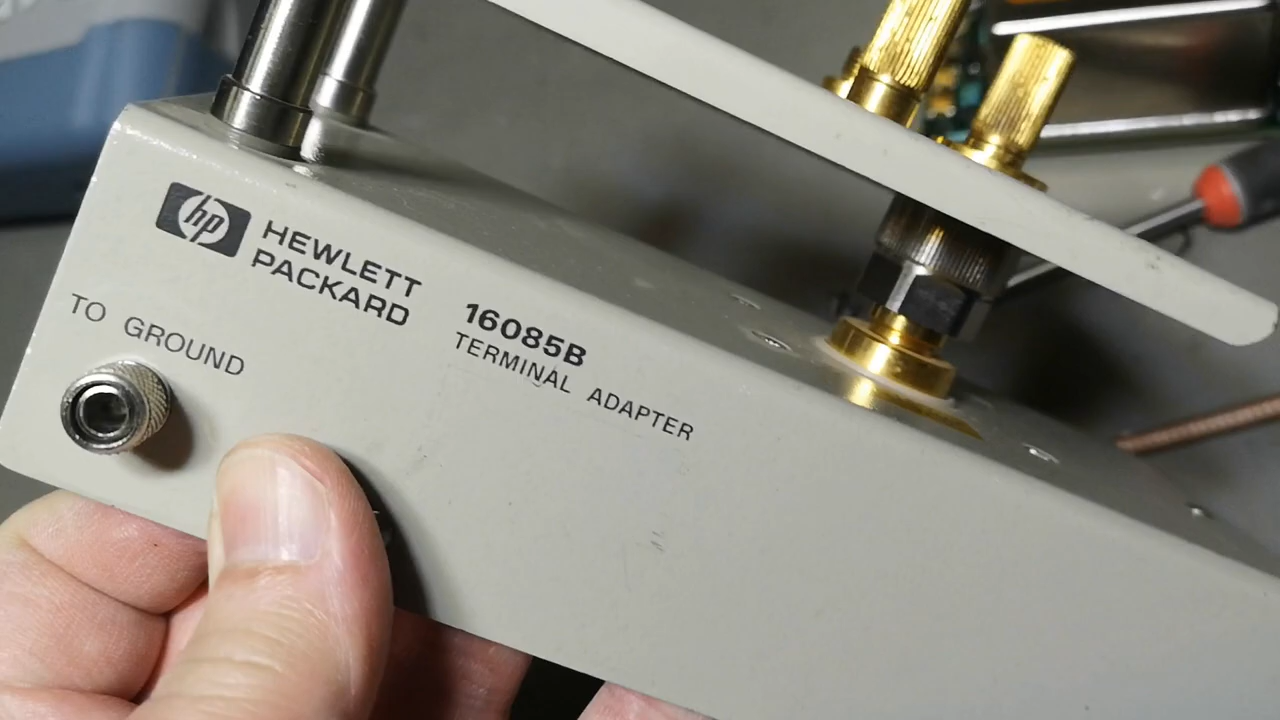 hp
HEWLETT
PACKARD
16085B
TERMINAL ADAPTER
TO GROUND